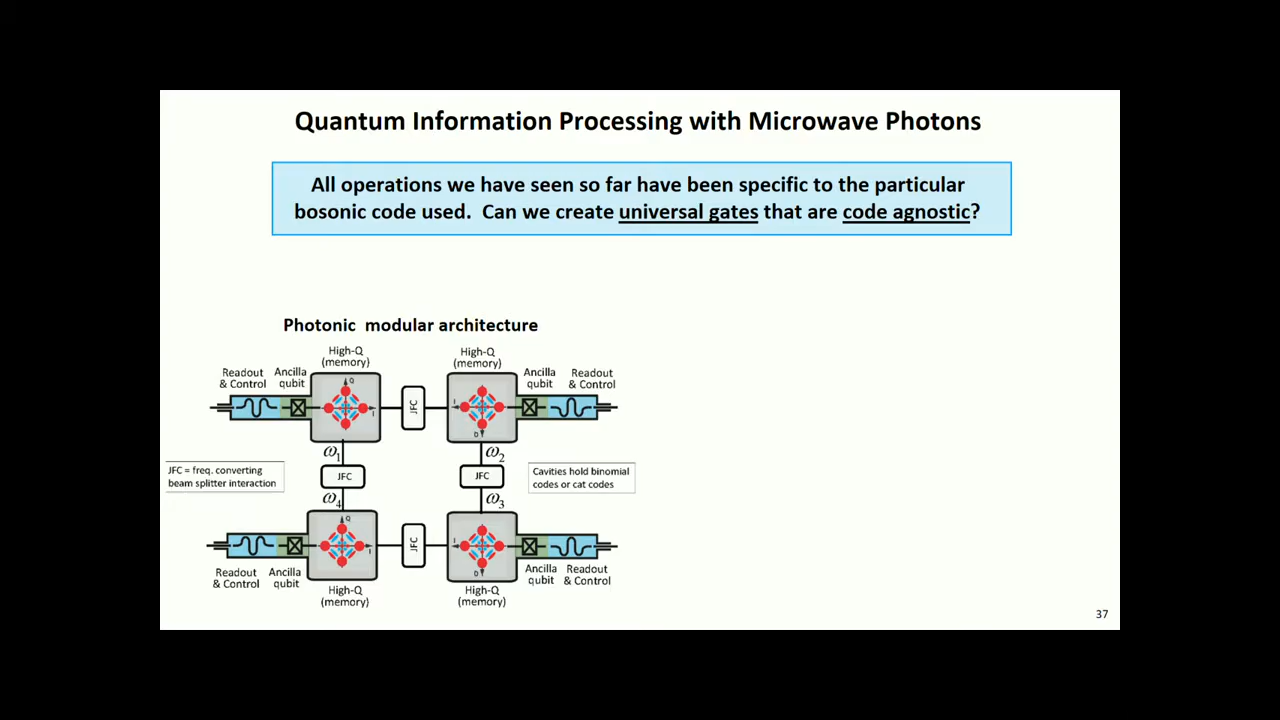 Quantum Information Processing with Microwave Photons
All operations we have seen so far have been specific to the particular
bosonic code used. Can we create universal gates that are code agnostic?
Photonic modular architecture
High-Q
(memory)
High-Q
(memory)
Readout
& Control
Ancilla
qubit
Ancilla
qubit
Readout
& Control
Q
I
JFC
I
Q
ω1
ω2
JFC = freq. converting
beam splitter interaction
JFC
JFC
Cavities hold binomial
codes or cat codes
ω4
ω3
Q
I
JFC
I
Q
Readout
& Control
Ancilla
qubit
Ancilla
qubit
Readout
& Control
High-Q
(memory)
High-Q
(memory)
37